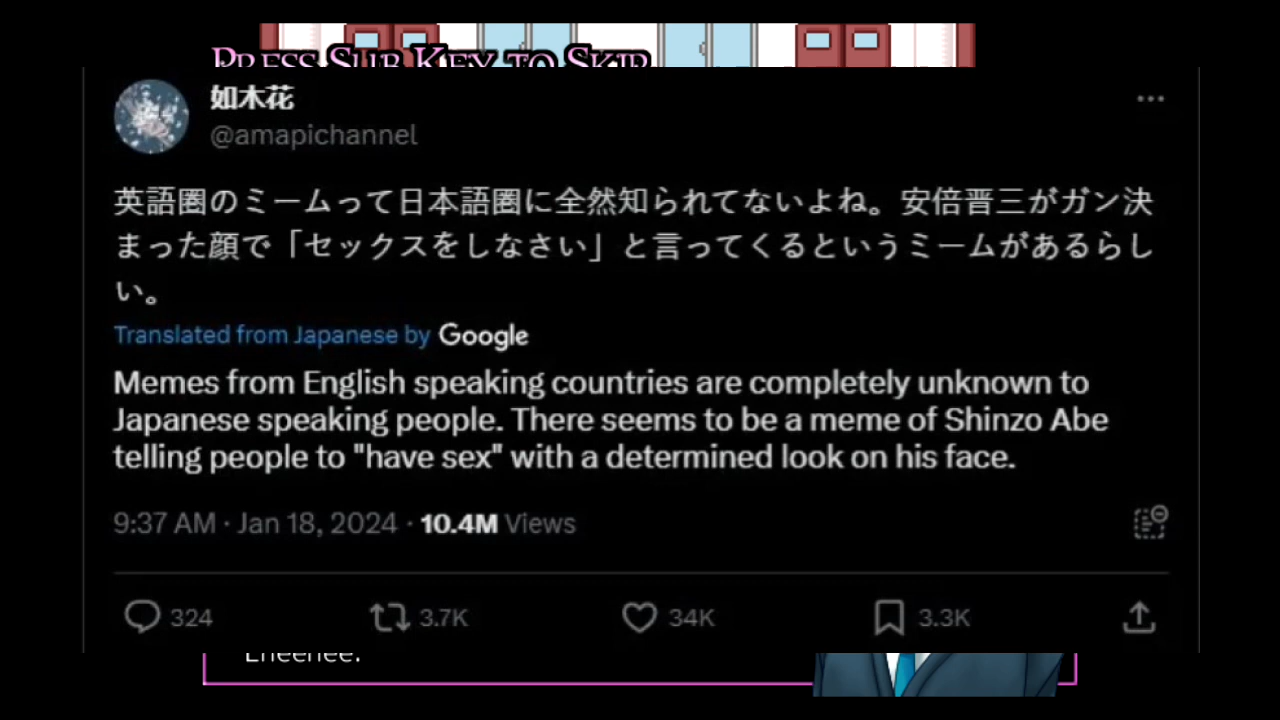 PRESS SUB KEY TO SKIP
如木花
@amapichannel
英語圏のミームって日本語圏に全然知られてないよね。安倍晋三がガン決
まった顔で「セックスをしなさい」と言ってくるというミームがあるらし
い。
Translated from Japanese by Google
Memes from English speaking countries are completely unknown to
Japanese speaking people. There seems to be a meme of Shinzo Abe
telling people to "have sex" with a determined look on his face.
9:37 AM · Jan 18, 2024 · 10.4M Views
324 3.7K 34K 3.3K
Eheehee.